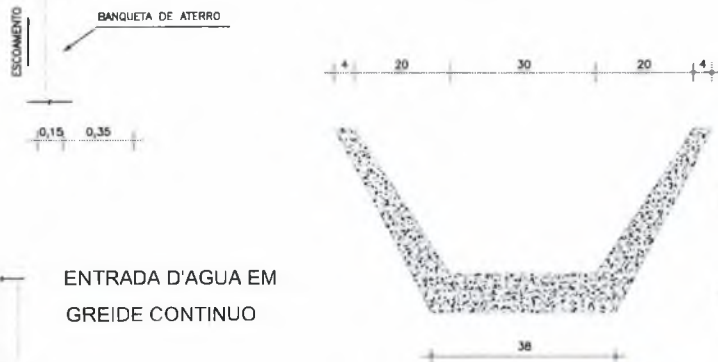 ESCOAMENTO
BANQUETA DE ATERRO
0,15 0,35
4 20 30 20 4
ENTRADA D'AGUA EM
GREIDE CONTINUO
38